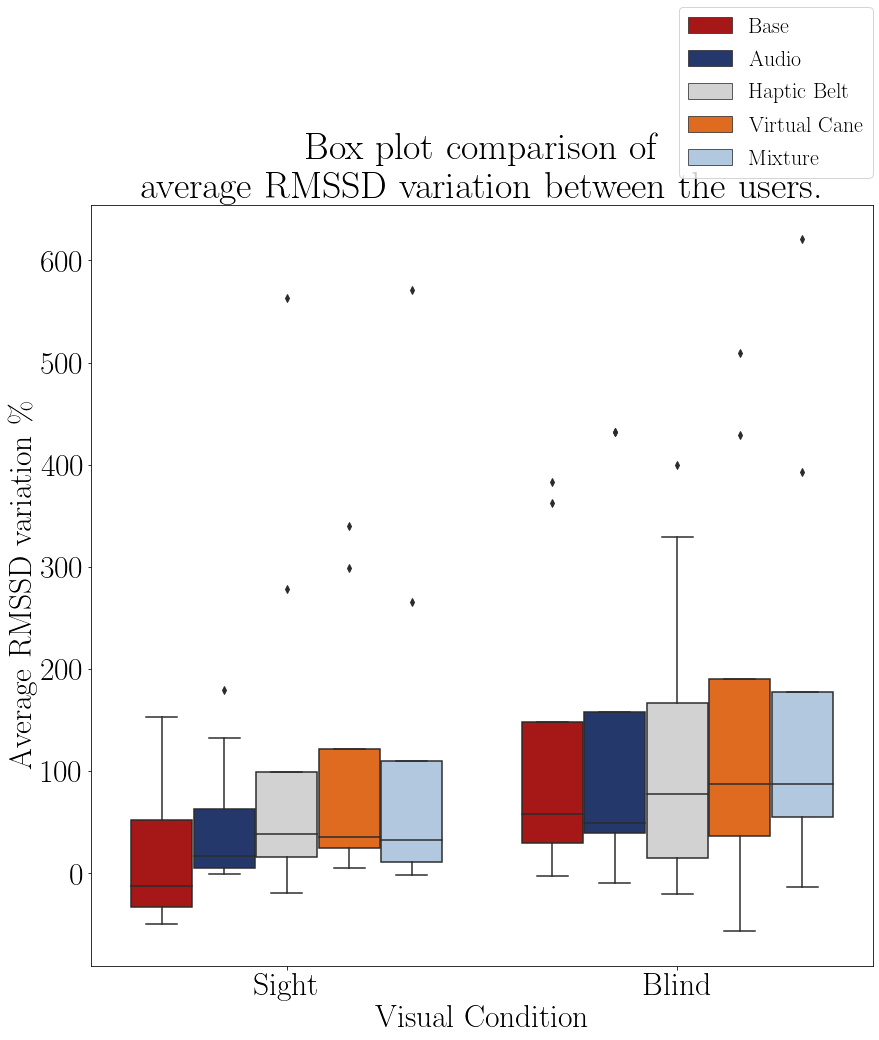 Base
Audio
Haptic Belt
Virtual Cane
Mixture
Box plot comparison of
average RMSSD variation between the users.
600
500
400
300
200
100
0
Average RMSSD variation %
Sight
Blind
Visual Condition